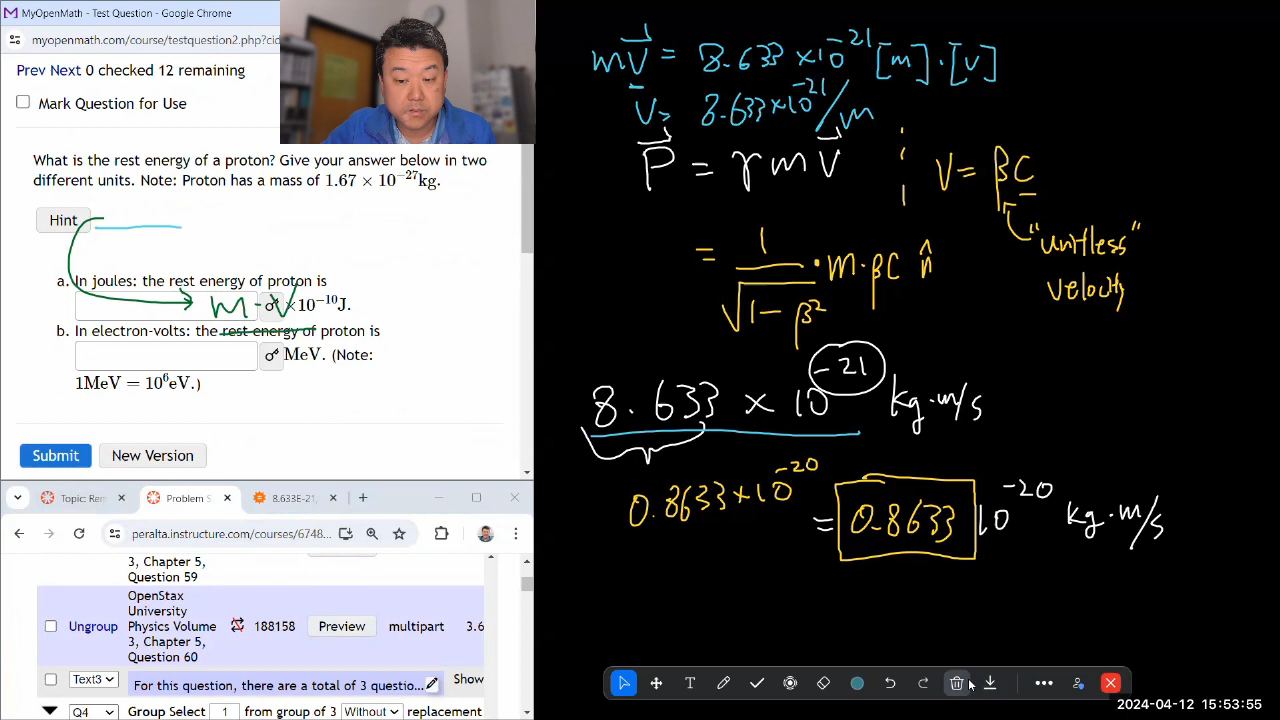 MyOpenMath - Test Question - Google Chrome
myopenmath.com/course/testquestion2.php?cid
Prev Next 0 checked 12 remaining
Mark Question for Use
What is the rest energy of a proton? Give your answer below in two
different units. Note: Proton has a mass of 1.67 × 10⁻²⁷kg.
Hint
a. In joules: the rest energy of proton is
m · v ×10⁻¹⁰J.
b. In electron-volts: the rest energy of proton is
MeV. (Note:
1MeV = 10⁶eV.)
Submit New Version
Topic Rem Problem S 8.633E-27
peralta.instructure.com/courses/6748
3, Chapter 5,
Question 59
OpenStax
University
Physics Volume
3, Chapter 5,
Question 60
Ungroup 188158 Preview multipart 3.6
Text3 For this question, there are a total of 3 questio... Show
Q4 Group Select 1 from group of 3 Without replacement
mv⃗ = 8.633 ×10⁻²¹ [m]·[v]
v = 8.633×10⁻²¹/m
P⃗ = γmv⃗ v = βc
"unitless"
velocity
= 1/√(1-β²) · m·βc n̂
8.633 × 10⁻²¹ kg·m/s
0.8633×10⁻²⁰ = 0.8633 10⁻²⁰ kg·m/s
2024-04-12 15:53:55